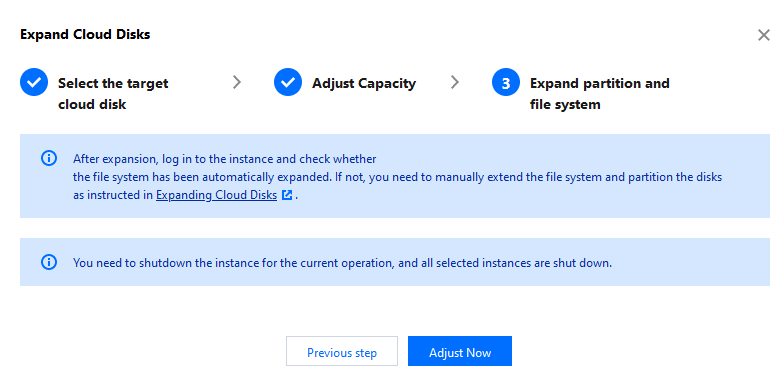 Expand Cloud Disks
Select the target
cloud disk
Adjust Capacity
3
Expand partition and
file system
After expansion, log in to the instance and check whether
the file system has been automatically expanded. If not, you need to manually extend the file system and partition the disks
as instructed in Expanding Cloud Disks.
You need to shutdown the instance for the current operation, and all selected instances are shut down.
Previous step
Adjust Now